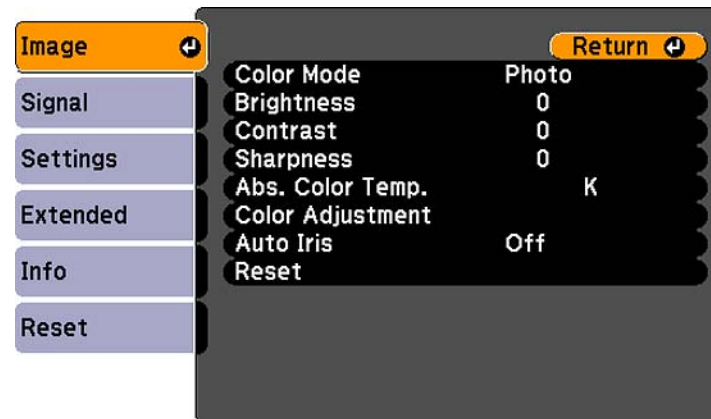 Image
Signal
Settings
Extended
Info
Reset
Return
Color Mode Photo
Brightness 0
Contrast 0
Sharpness 0
Abs. Color Temp. K
Color Adjustment
Auto Iris Off
Reset